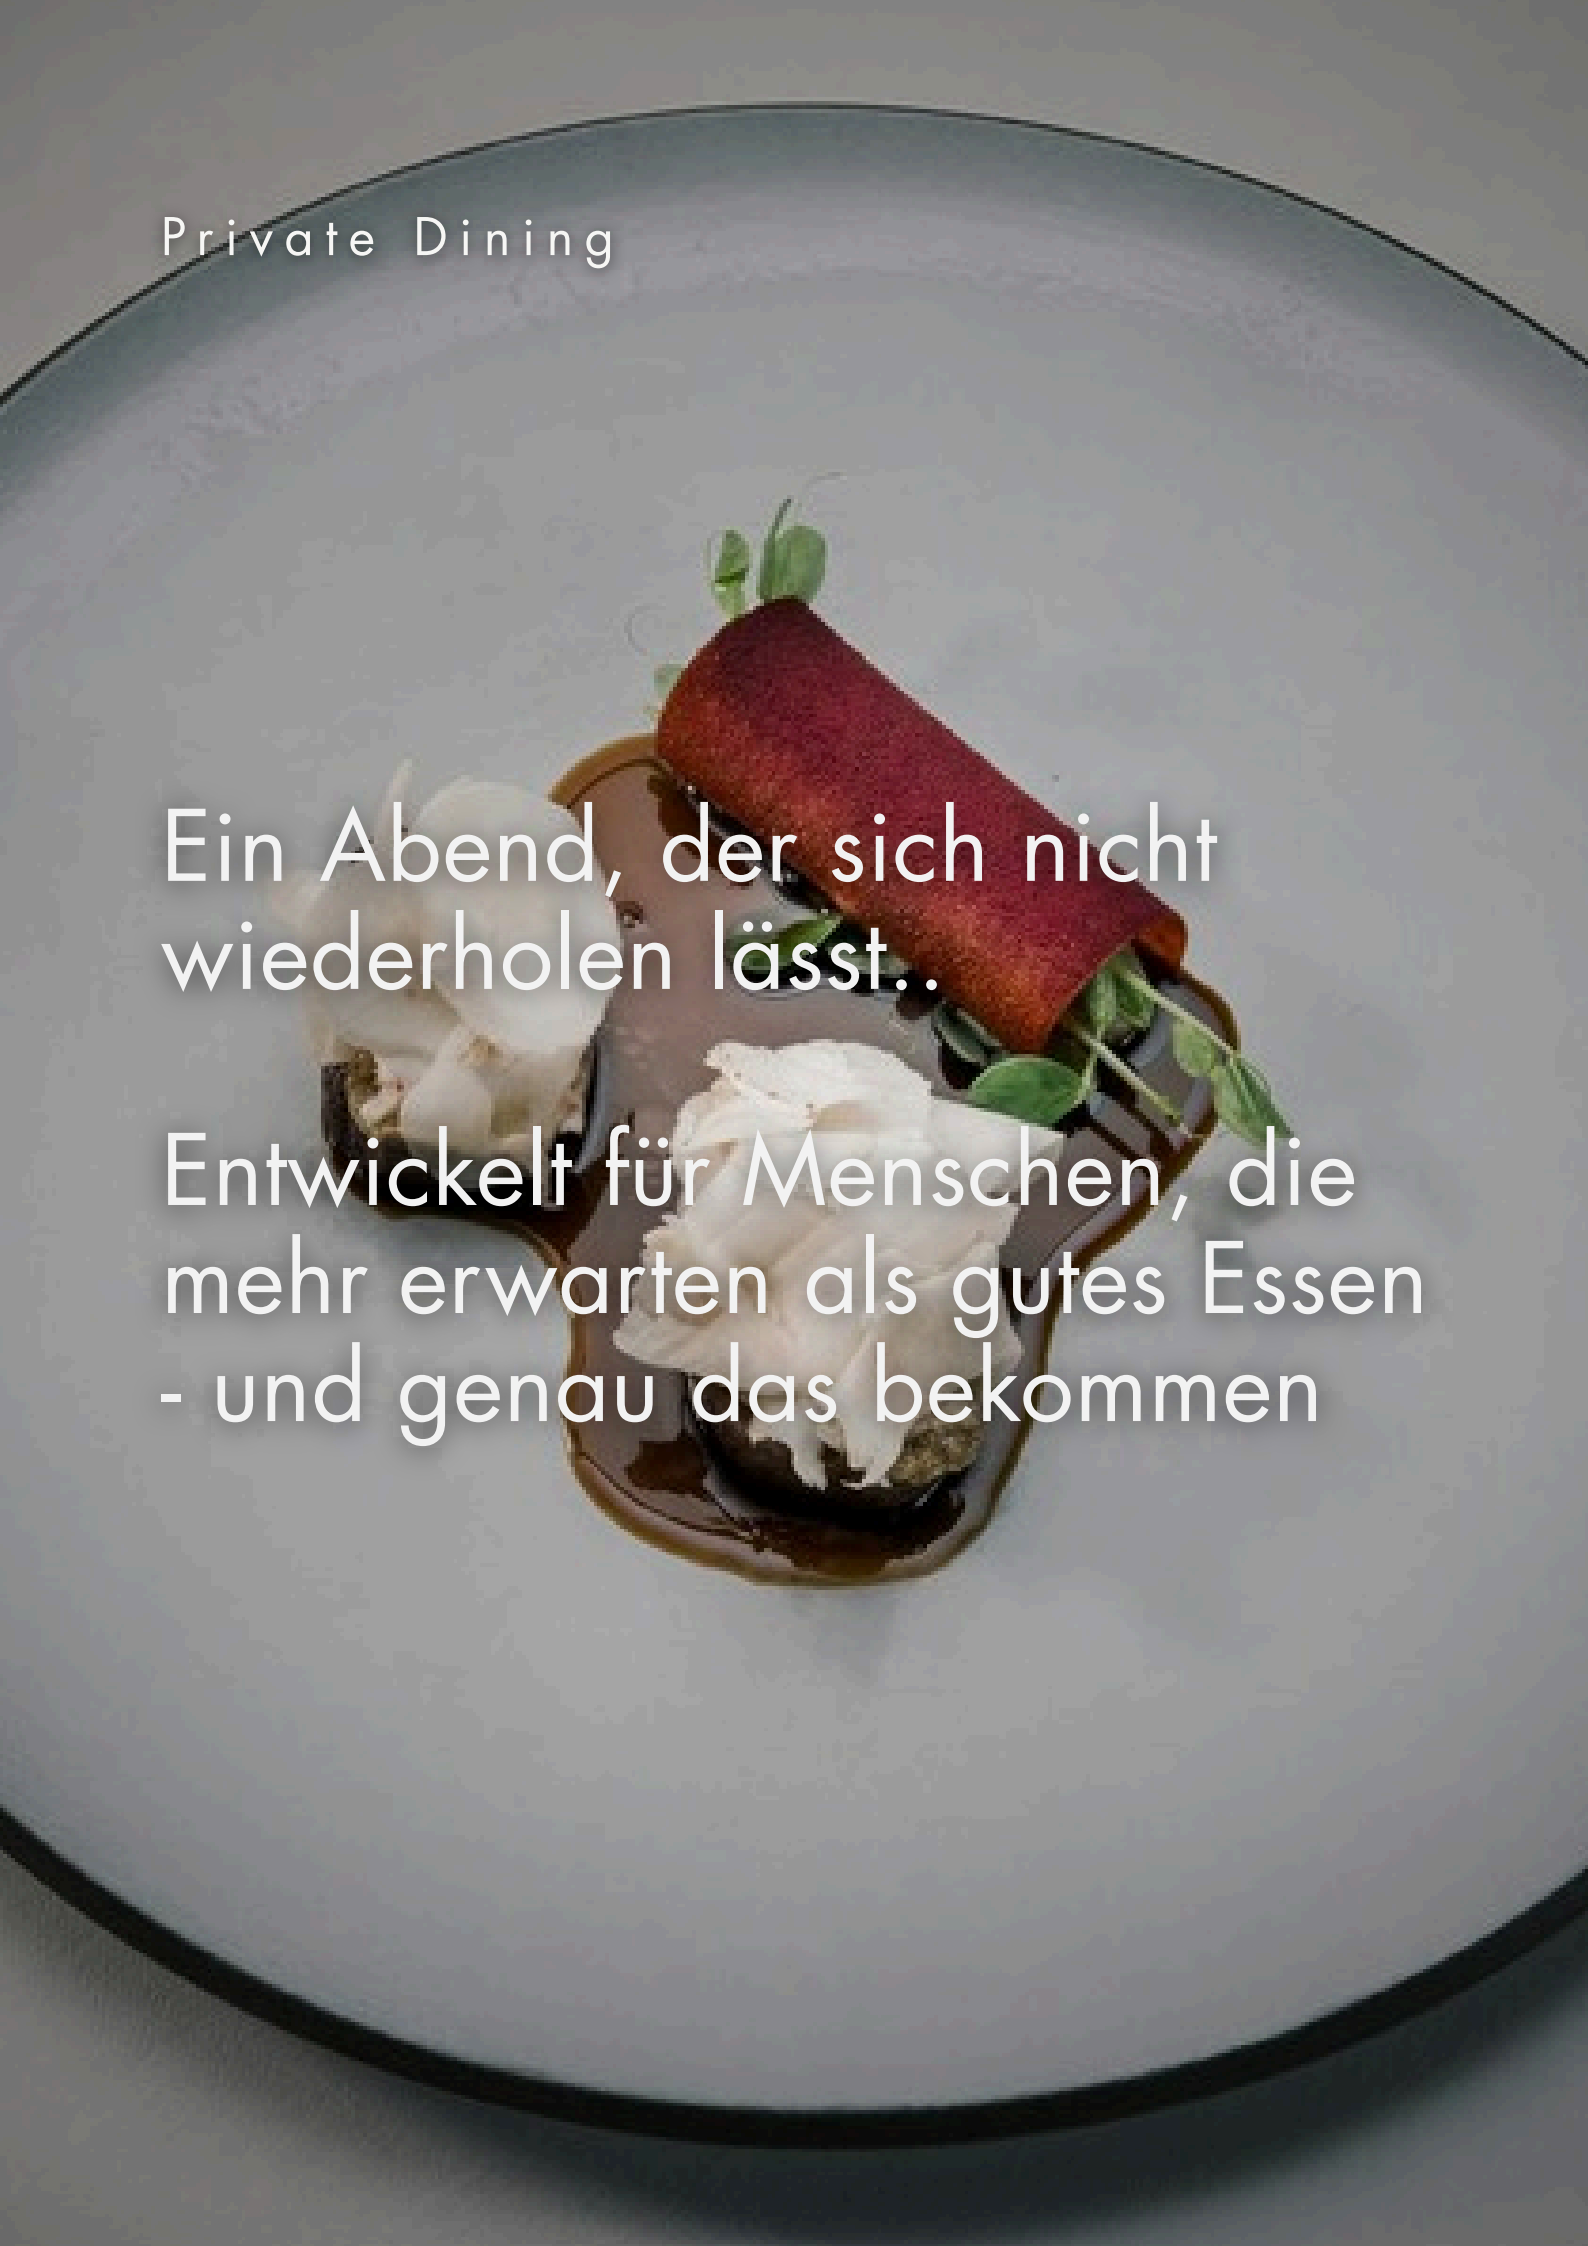 Private Dining
Ein Abend, der sich nicht
wiederholen lässt..
Entwickelt für Menschen, die
mehr erwarten als gutes Essen
- und genau das bekommen